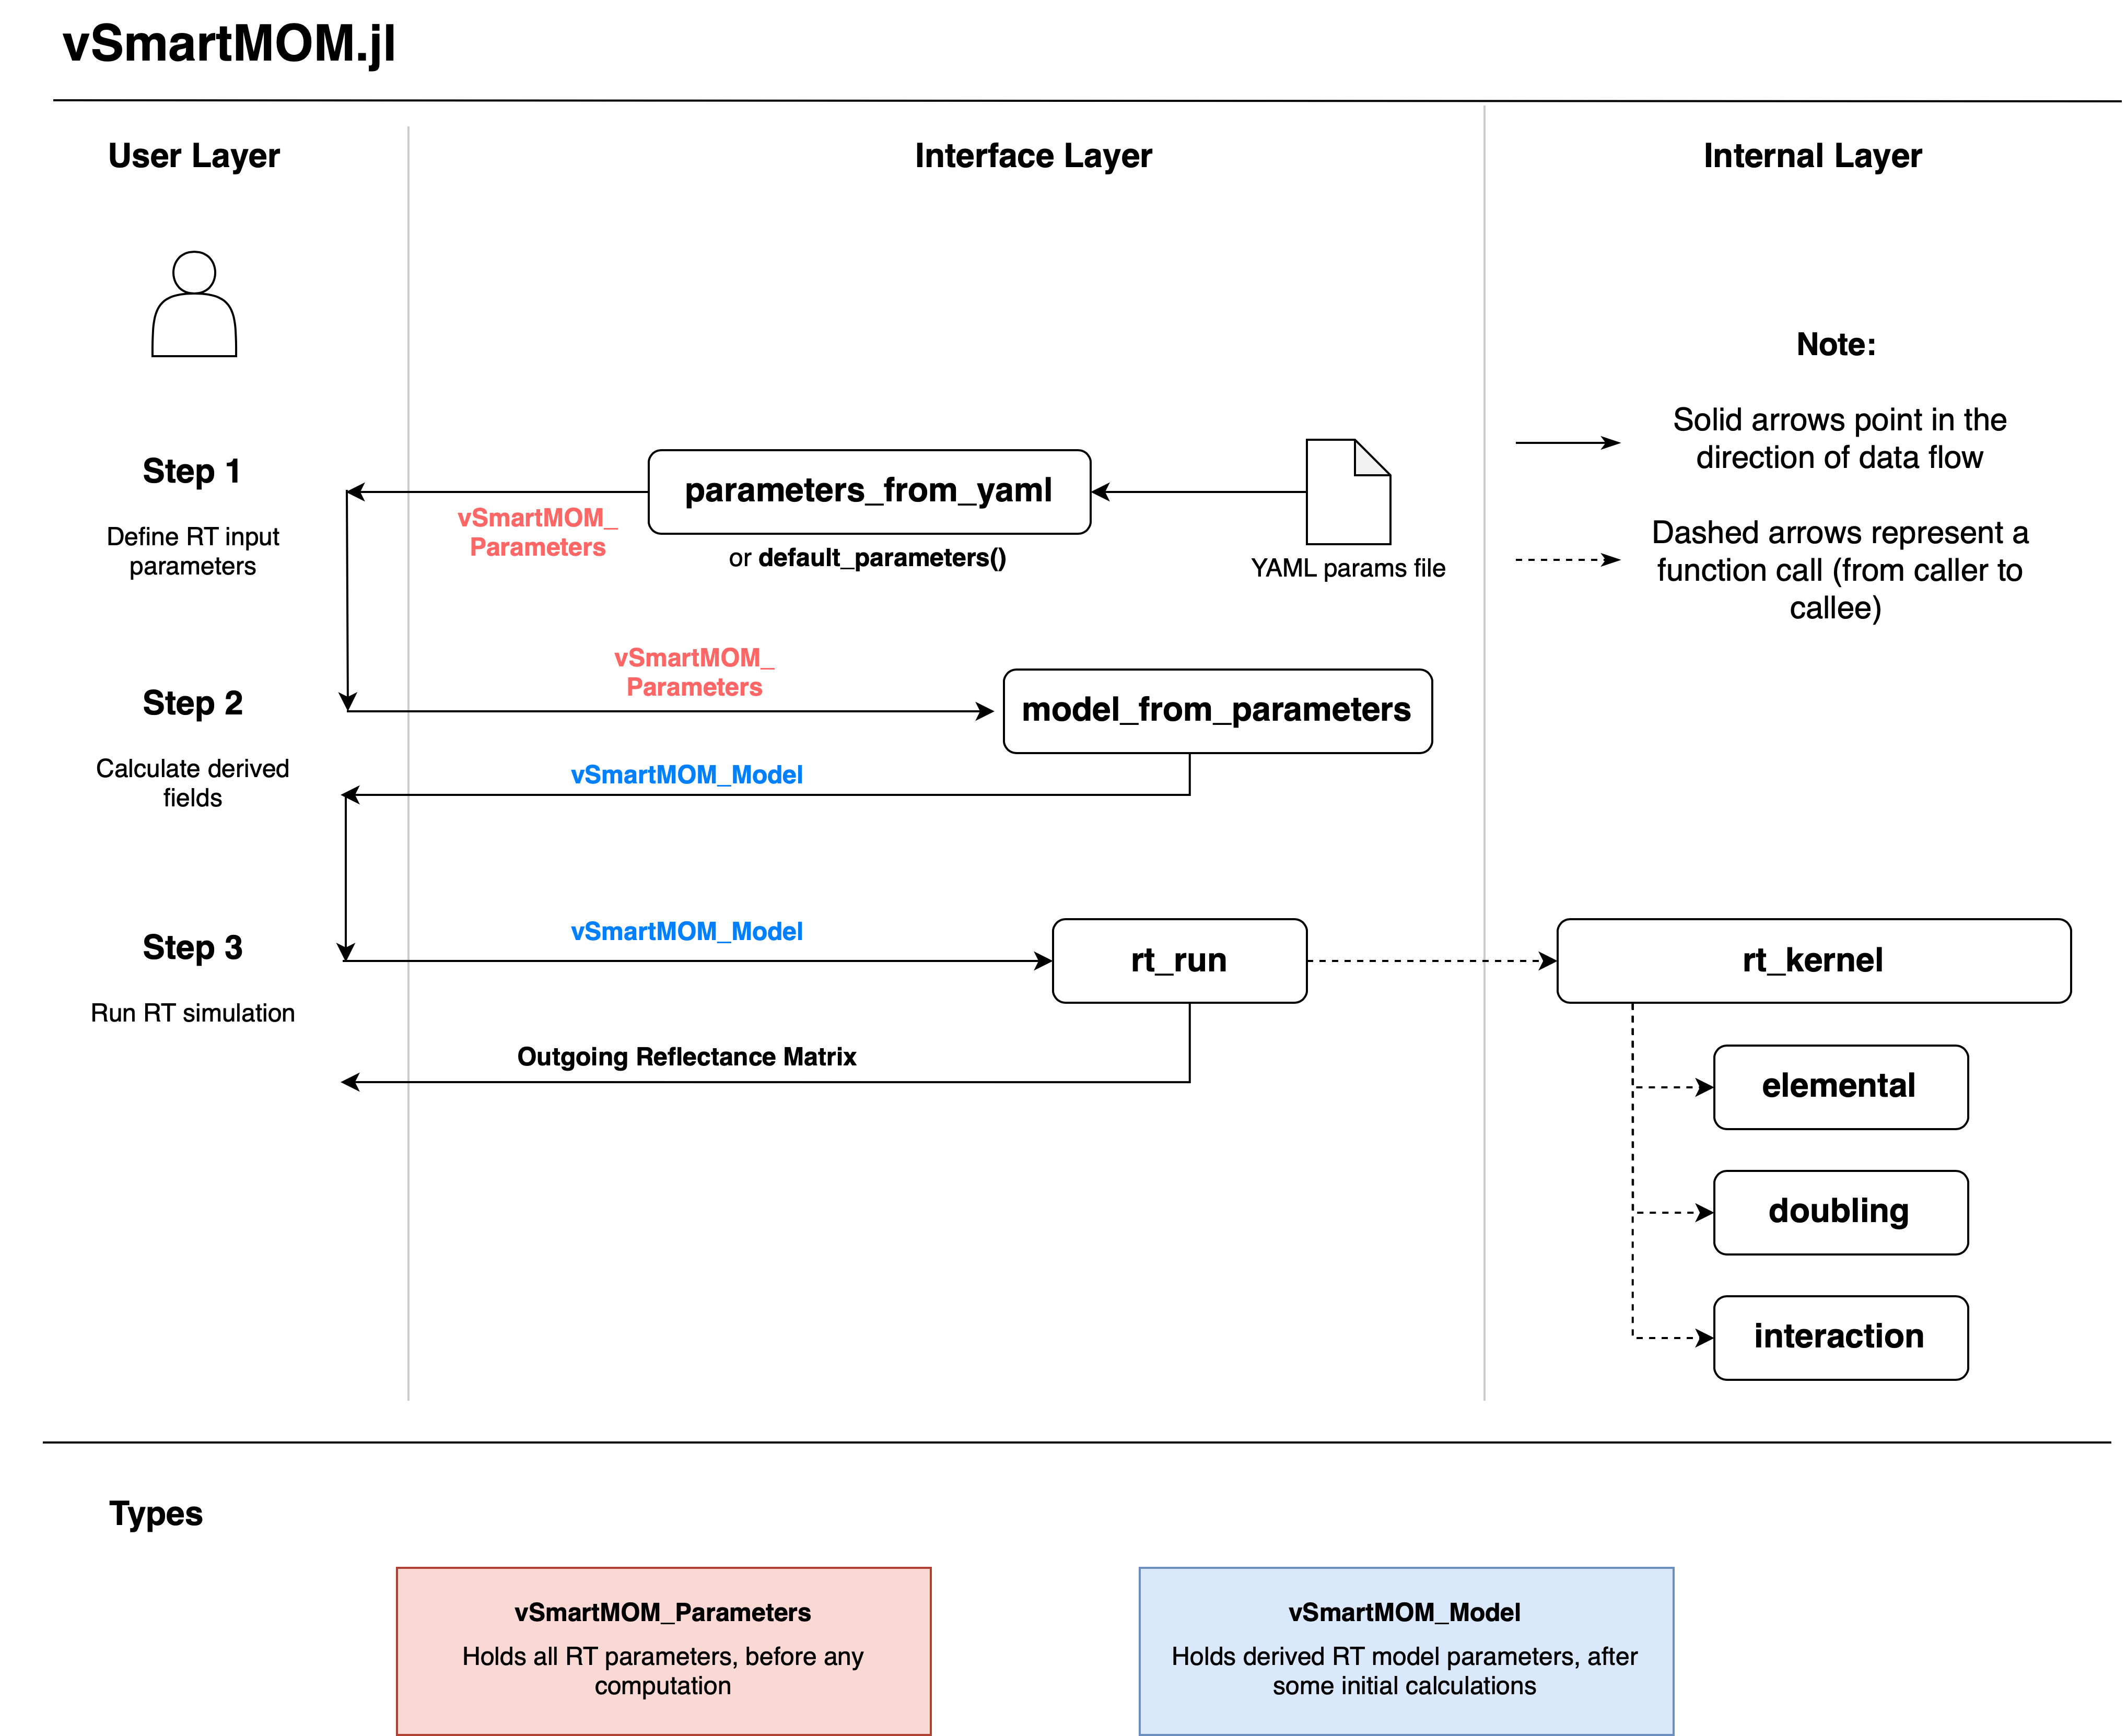 vSmartMOM.jl
User Layer
Interface Layer
Internal Layer
Note:
Solid arrows point in the
direction of data flow
Dashed arrows represent a
function call (from caller to
callee)
Step 1
Define RT input
parameters
vSmartMOM_
Parameters
parameters_from_yaml
or default_parameters()
YAML params file
Step 2
Calculate derived
fields
vSmartMOM_
Parameters
model_from_parameters
vSmartMOM_Model
Step 3
Run RT simulation
vSmartMOM_Model
rt_run
Outgoing Reflectance Matrix
rt_kernel
elemental
doubling
interaction
Types
vSmartMOM_Parameters
Holds all RT parameters, before any
computation
vSmartMOM_Model
Holds derived RT model parameters, after
some initial calculations